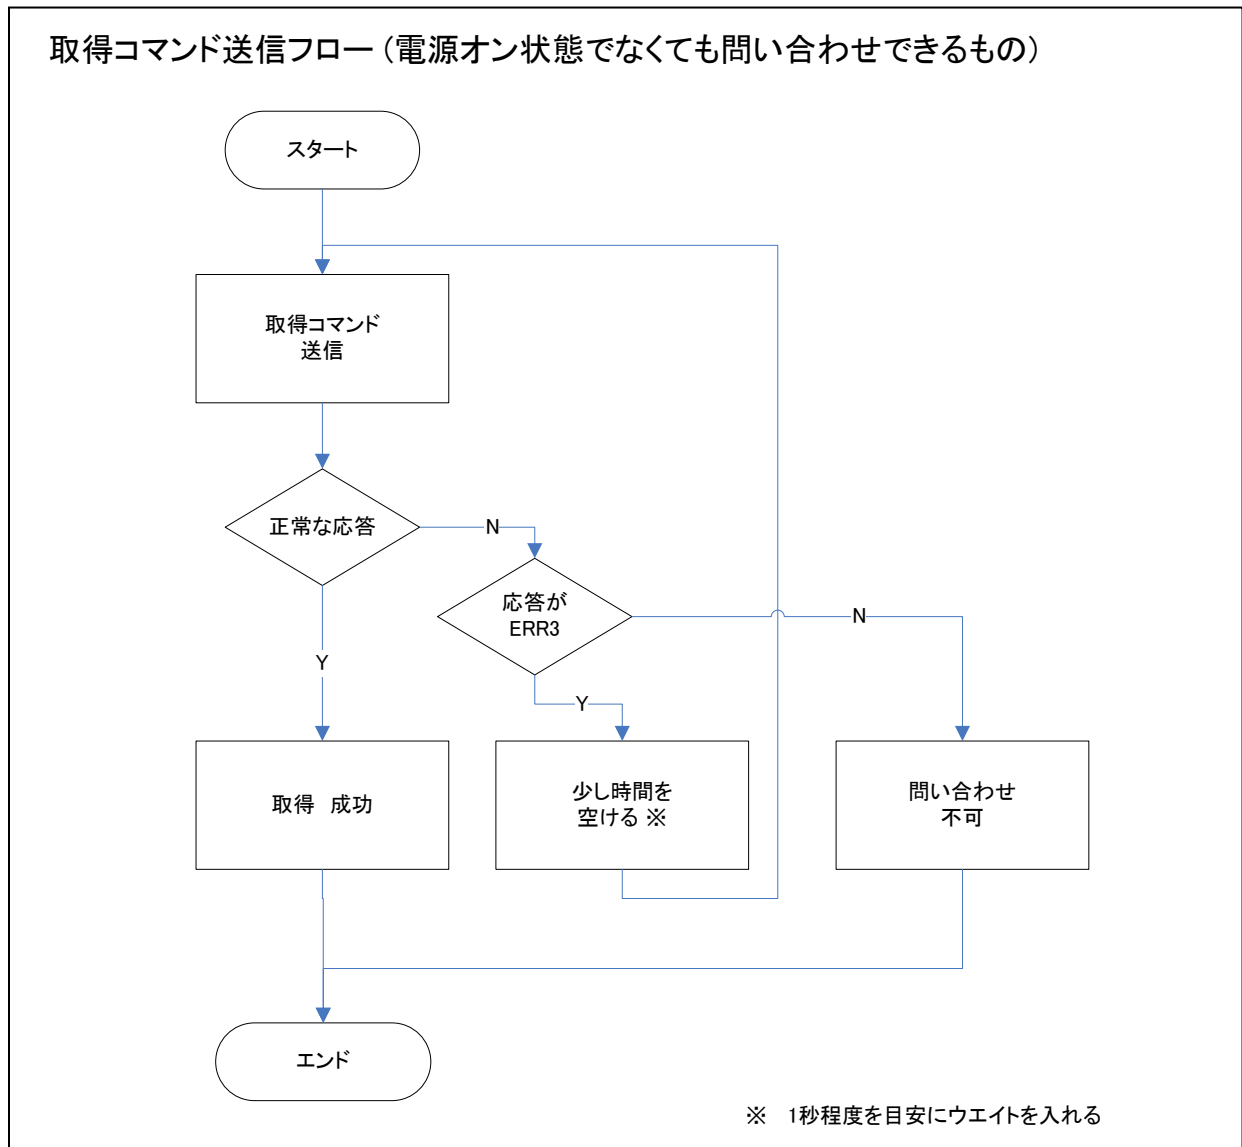 取得コマンド送信フロー（電源オン状態でなくても問い合わせできるもの）
スタート
取得コマンド
送信
正常な応答
N
応答が
ERR3
N
Y
Y
取得　成功
少し時間を
空ける ※
問い合わせ
不可
エンド
※　1秒程度を目安にウエイトを入れる